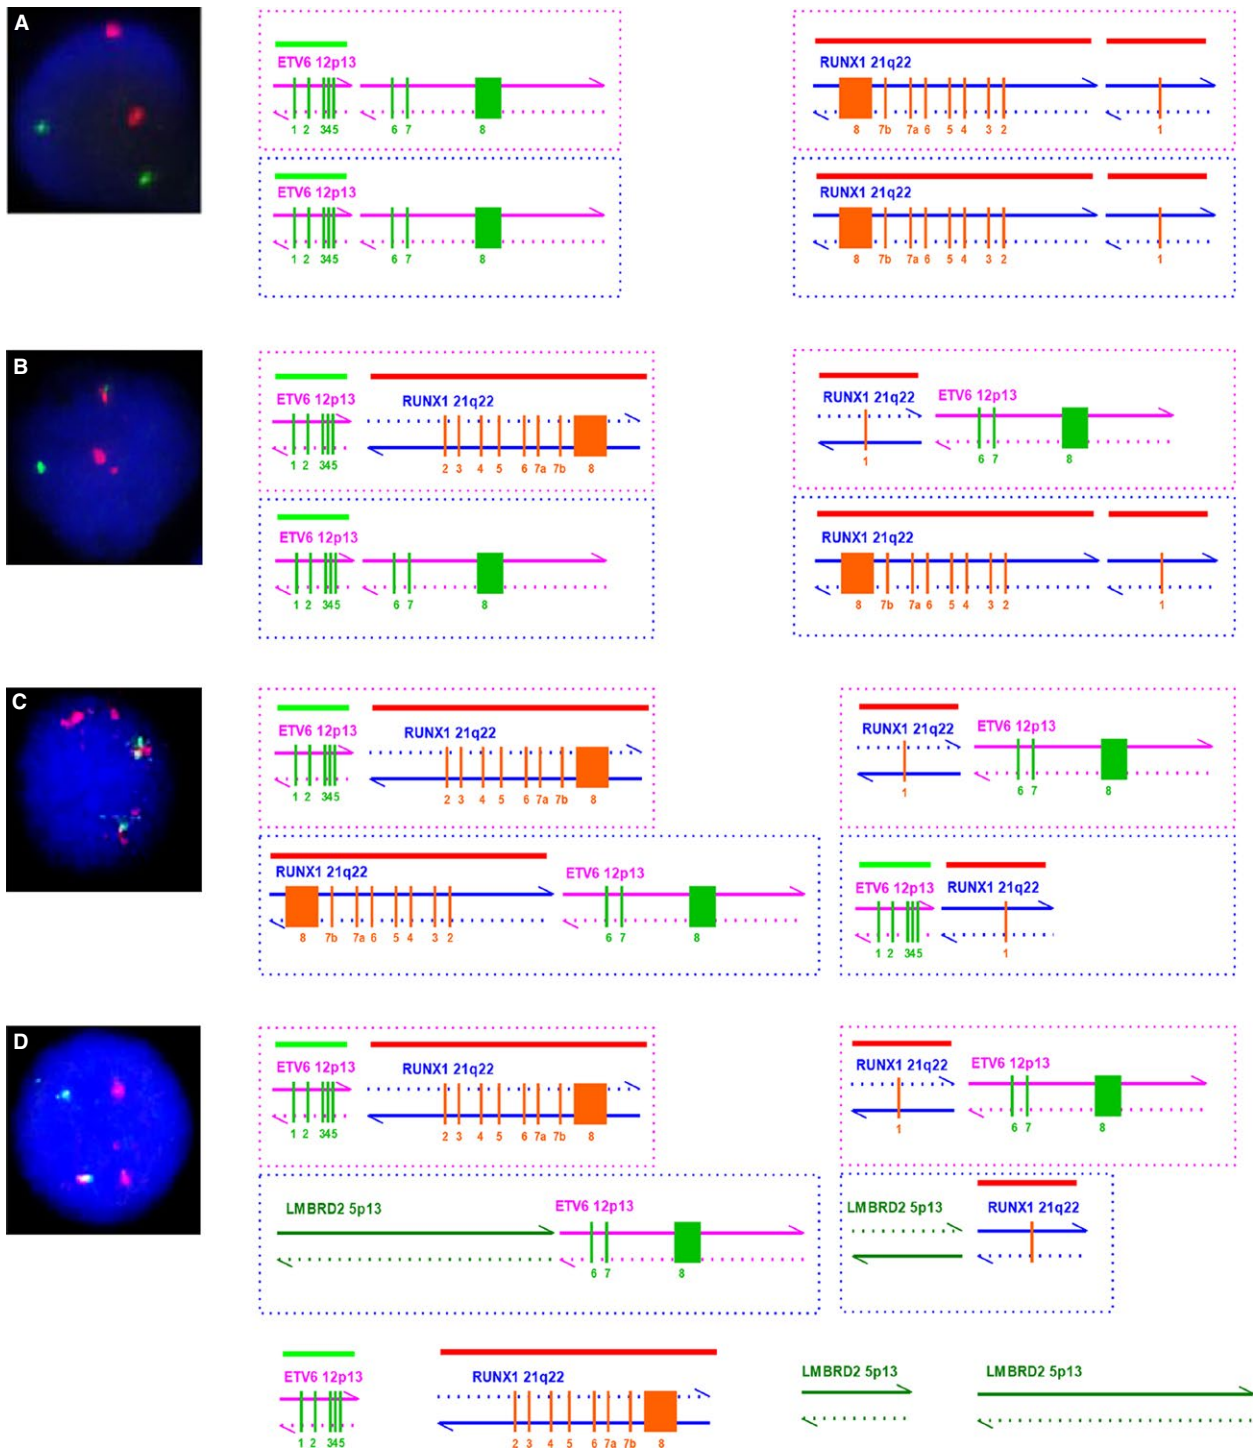 A
ETV6 12p13
1 2 345 6 7 8
RUNX1 21q22
8 7b 7a 6 5 4 3 2 1
ETV6 12p13
1 2 345 6 7 8
RUNX1 21q22
8 7b 7a 6 5 4 3 2 1
B
ETV6 12p13 RUNX1 21q22
1 2 345 2 3 4 5 6 7a 7b 8
RUNX1 21q22 ETV6 12p13
1 6 7 8
ETV6 12p13
1 2 345 6 7 8
RUNX1 21q22
8 7b 7a 6 5 4 3 2 1
C
ETV6 12p13 RUNX1 21q22
1 2 345 2 3 4 5 6 7a 7b 8
RUNX1 21q22 ETV6 12p13
1 6 7 8
RUNX1 21q22 ETV6 12p13
8 7b 7a 6 5 4 3 2 6 7 8
ETV6 12p13 RUNX1 21q22
1 2 345 1
D
ETV6 12p13 RUNX1 21q22
1 2 345 2 3 4 5 6 7a 7b 8
RUNX1 21q22 ETV6 12p13
1 6 7 8
LMBRD2 5p13 ETV6 12p13
6 7 8
LMBRD2 5p13 RUNX1 21q22
ETV6 12p13 RUNX1 21q22
1 2 345 2 3 4 5 6 7a 7b 8
LMBRD2 5p13 LMBRD2 5p13